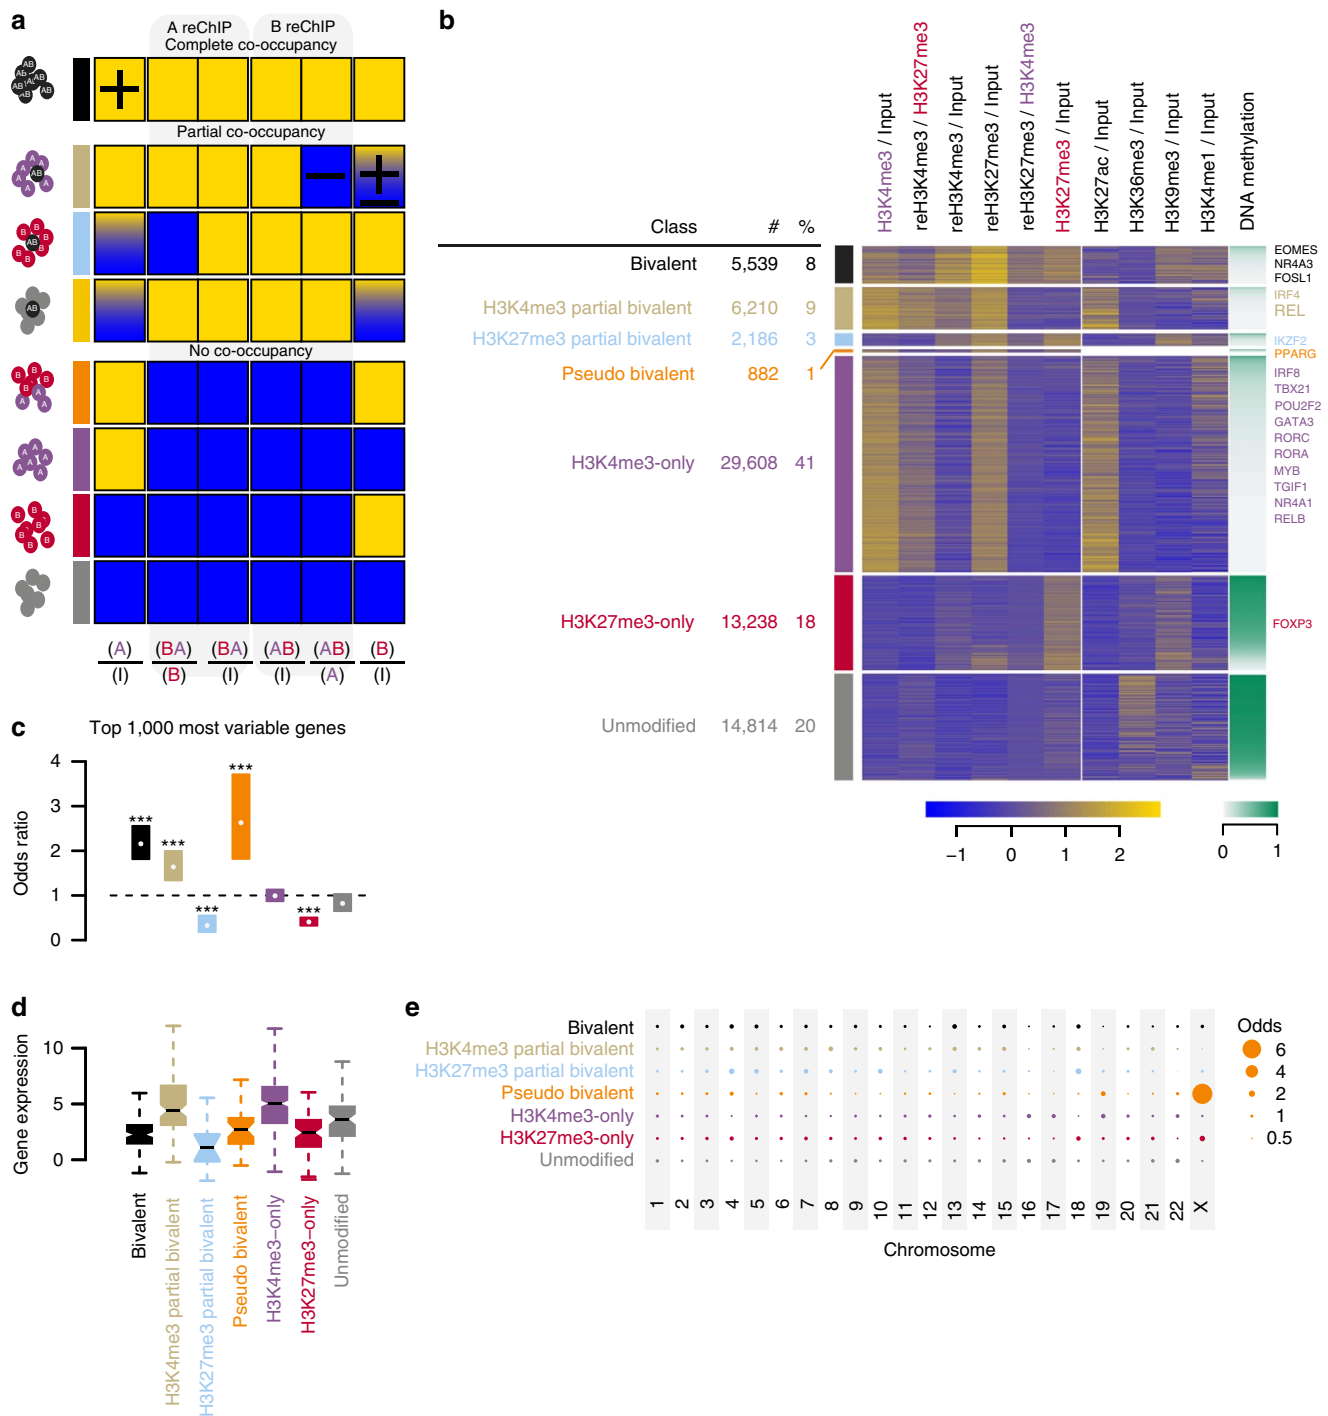 a
A reChIP
B reChIP
Complete co-occupancy
AB
AB
AB
AB
AB
AB
+
Partial co-occupancy
A
A
A
A
A
A
A
AB
−
+
−
B
B
B
B
B
B
AB
AB
No co-occupancy
B
B
B
B
B
A
A
A
A
A
A
A
A
A
A
B
B
B
B
B
B
B
(A)
(BA)
(BA)
(AB)
(AB)
(B)
(I)
(B)
(I)
(I)
(A)
(I)
b
H3K4me3 / Input
reH3K4me3 / H3K27me3
reH3K4me3 / Input
reH3K27me3 / Input
reH3K27me3 / H3K4me3
H3K27me3 / Input
H3K27ac / Input
H3K36me3 / Input
H3K9me3 / Input
H3K4me1 / Input
DNA methylation
Class # %
Bivalent 5,539 8
H3K4me3 partial bivalent 6,210 9
H3K27me3 partial bivalent 2,186 3
Pseudo bivalent 882 1
H3K4me3-only 29,608 41
H3K27me3-only 13,238 18
Unmodified 14,814 20
EOMES
NR4A3
FOSL1
IRF4
REL
IKZF2
PPARG
IRF8
TBX21
POU2F2
GATA3
RORC
RORA
MYB
TGIF1
NR4A1
RELB
FOXP3
−1 0 1 2
0 1
c
Top 1,000 most variable genes
Odds ratio
4
3
2
1
0
***
***
***
***
***
d
Gene expression
10
5
0
Bivalent
H3K4me3 partial bivalent
H3K27me3 partial bivalent
Pseudo bivalent
H3K4me3−only
H3K27me3−only
Unmodified
e
Bivalent
H3K4me3 partial bivalent
H3K27me3 partial bivalent
Pseudo bivalent
H3K4me3-only
H3K27me3-only
Unmodified
1 2 3 4 5 6 7 8 9 10 11 12 13 14 15 16 17 18 19 20 21 22 X
Chromosome
Odds
6
4
2
1
0.5